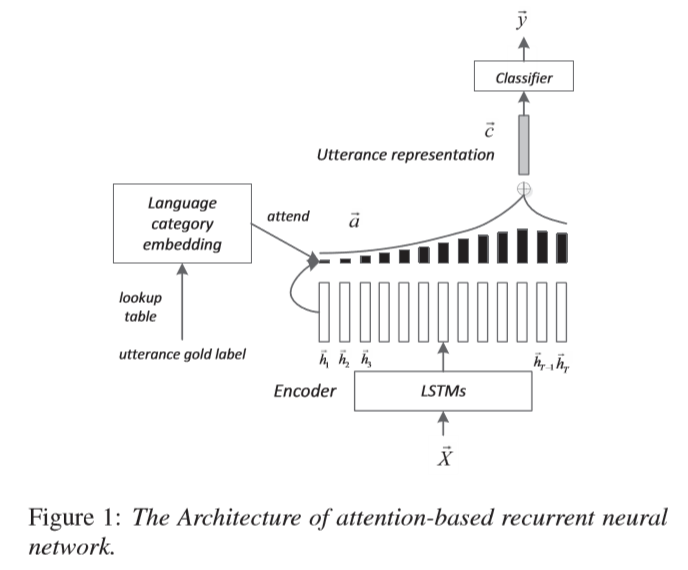 y⃗
Classifier
c⃗
Utterance representation
Language
category
embedding
attend
a⃗
lookup
table
utterance gold label
h⃗₁ h⃗₂ h⃗₃
h⃗T-1 h⃗T
Encoder
LSTMs
X⃗
Figure 1: The Architecture of attention-based recurrent neural
network.